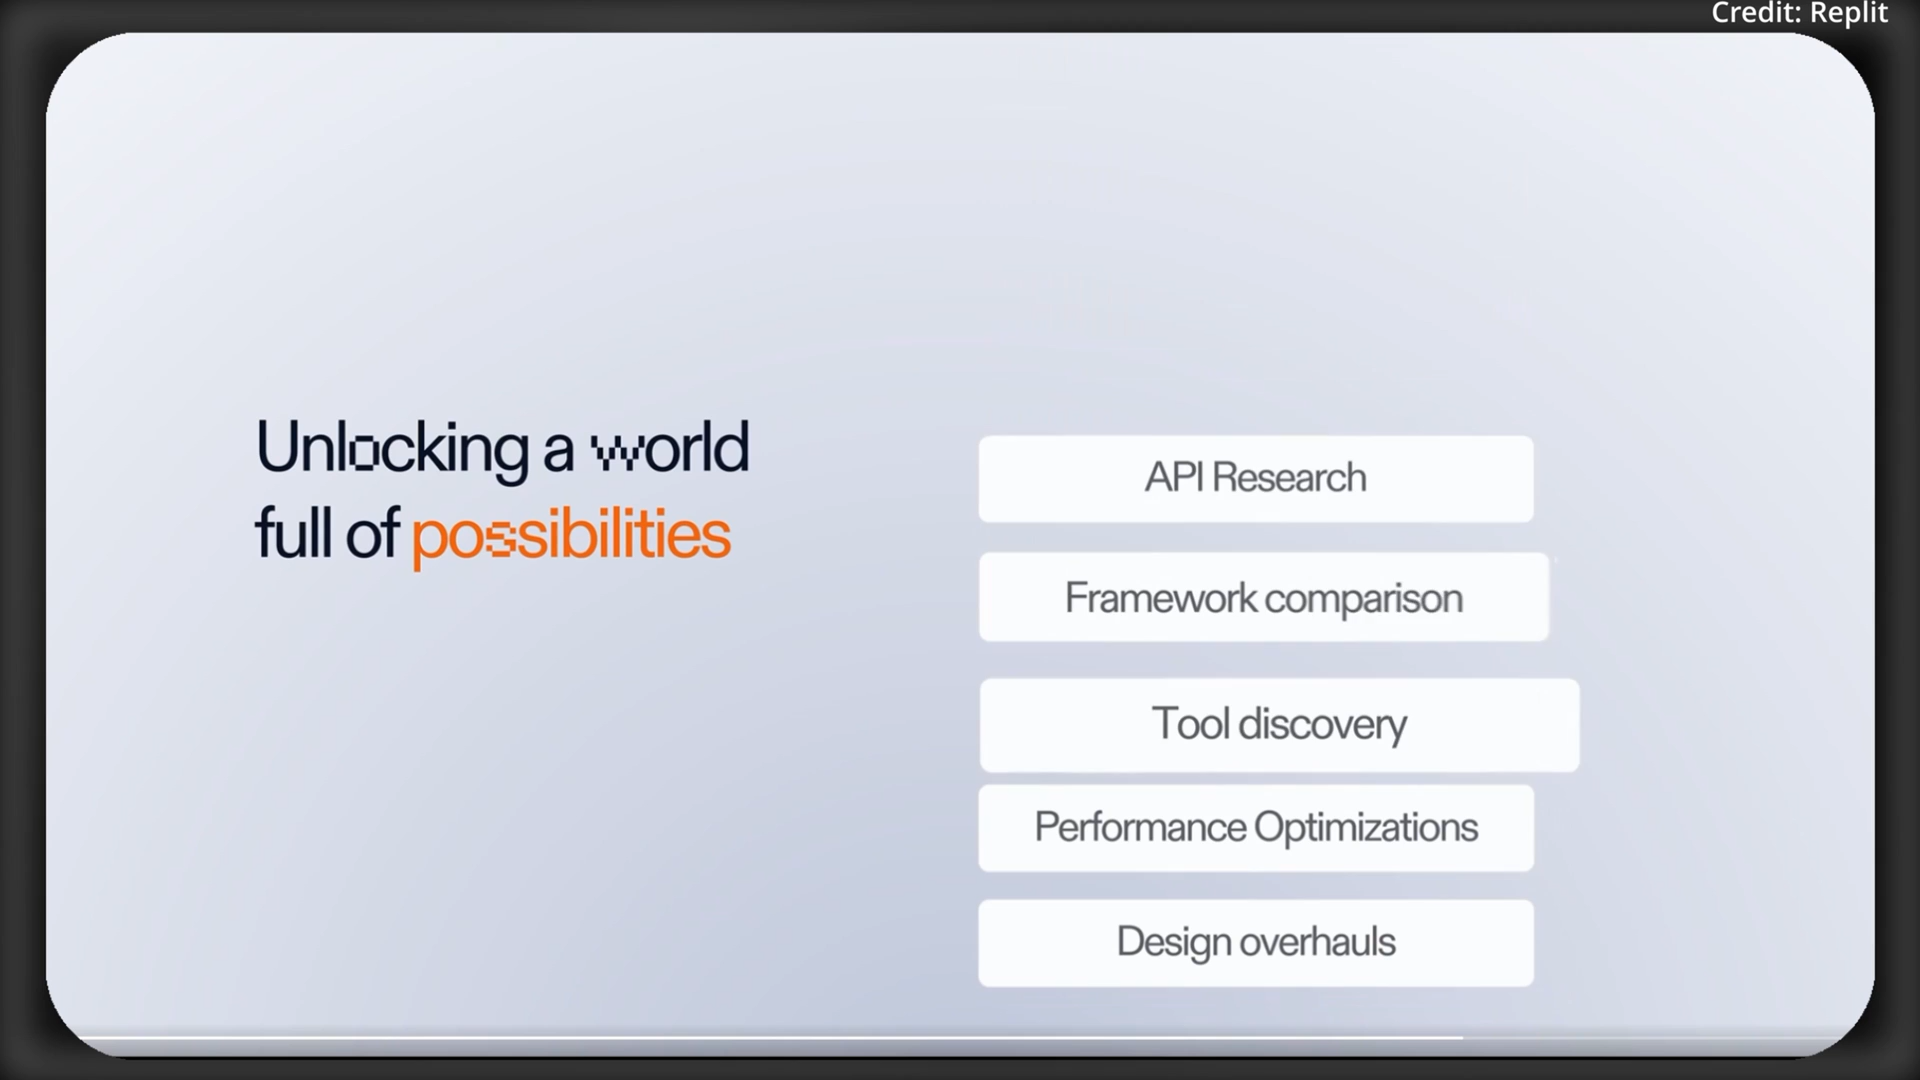 Credit: Replit
Unlocking a world
full of possibilities
API Research
Framework comparison
Tool discovery
Performance Optimizations
Design overhauls